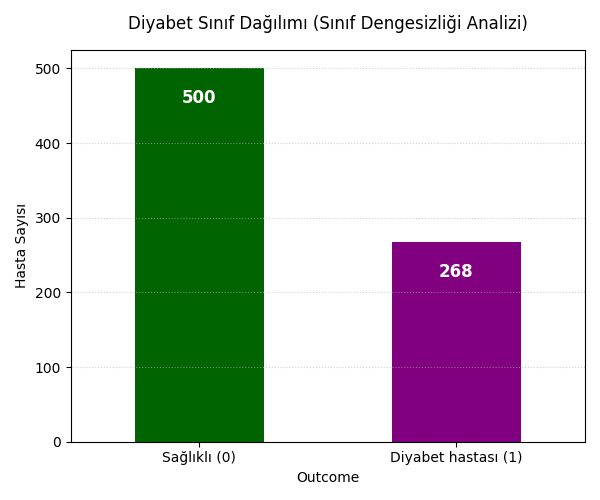 Diyabet Sınıf Dağılımı (Sınıf Dengesizliği Analizi)
500
400
300
200
100
0
Hasta Sayısı
500
268
Sağlıklı (0)
Diyabet hastası (1)
Outcome